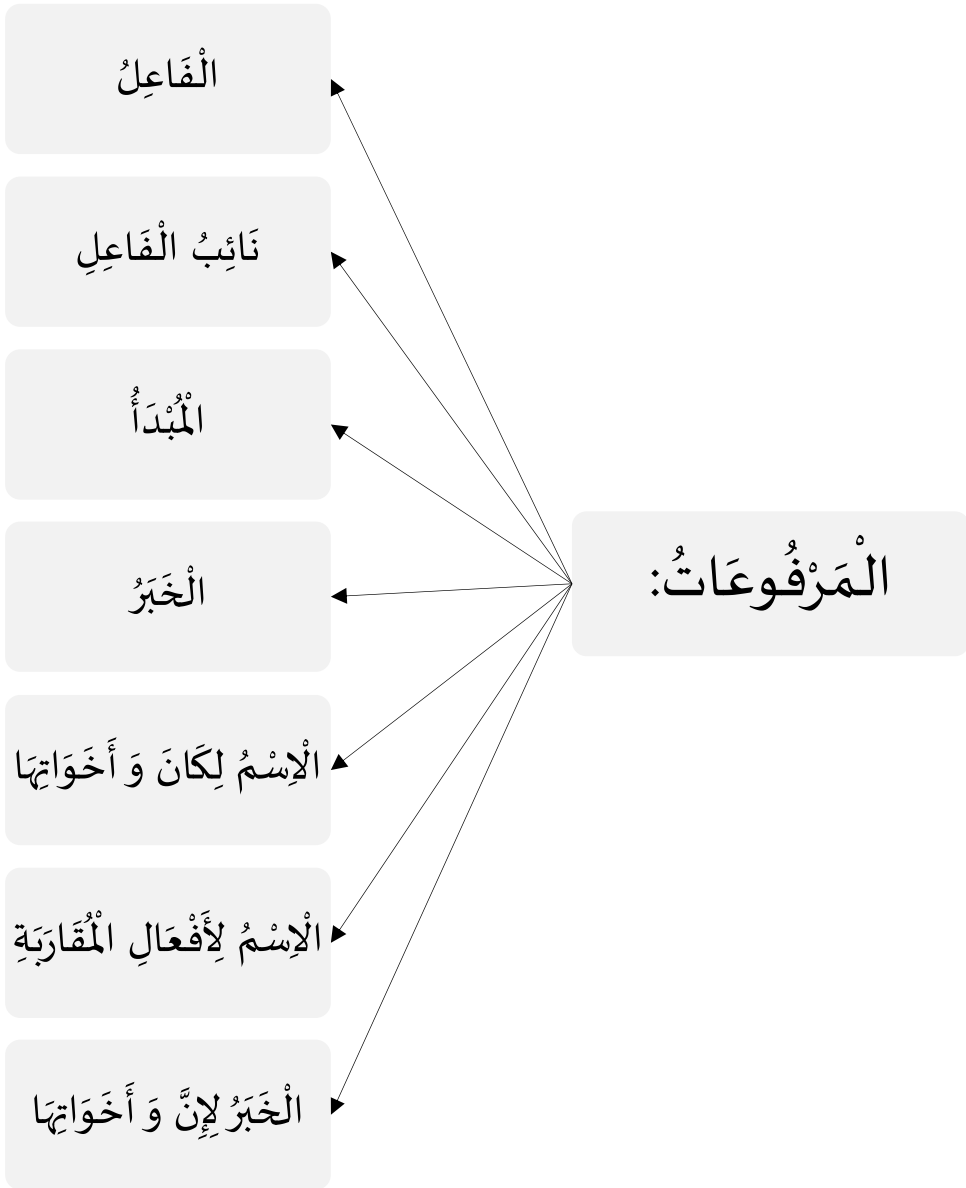 الْمَرْفُوعَاتُ:
الْفَاعِلُ
نَائِبُ الْفَاعِلِ
الْمُبْدَأُ
الْخَبَرُ
الْاِسْمُ لِكَانَ وَ أَخَوَاتِهَا
الْاِسْمُ لِأَفْعَالِ الْمُقَارَبَةِ
الْخَبَرُ لِإِنَّ وَ أَخَوَاتِهَا